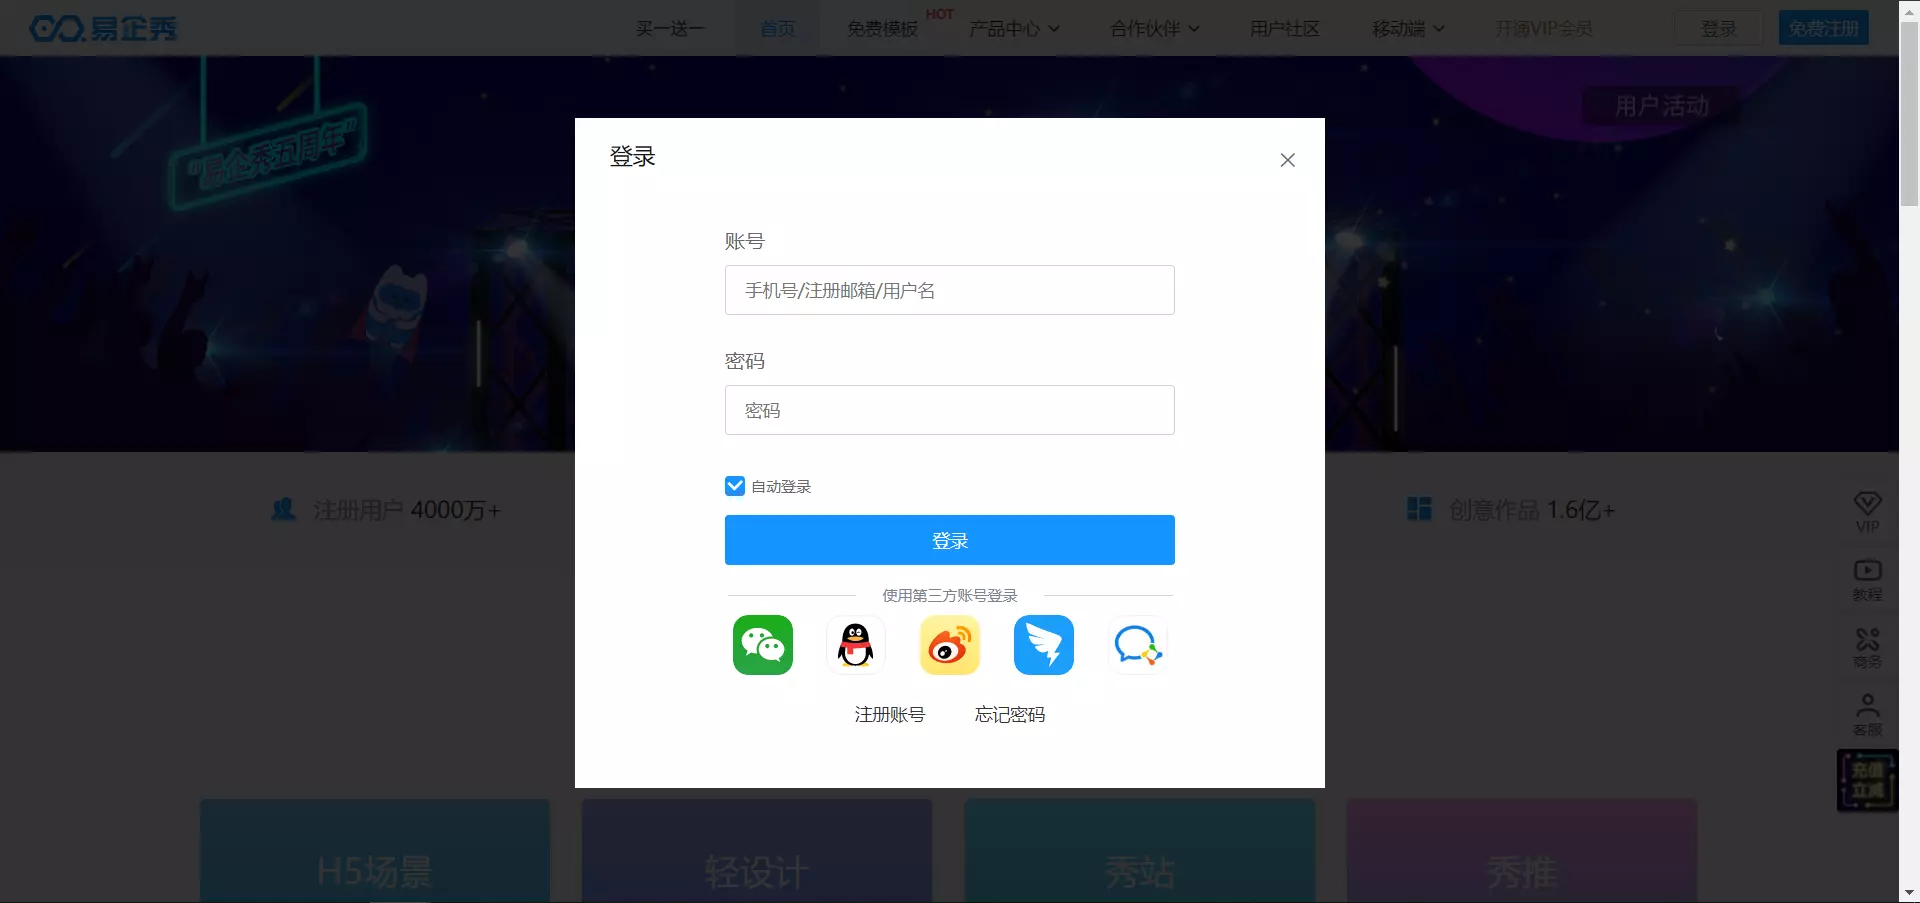 易企秀
买一送一
首页
免费模板
HOT
产品中心
合作伙伴
用户社区
移动端
开通VIP会员
登录
免费注册
"易企秀五周年"
用户活动
登录
账号
手机号/注册邮箱/用户名
密码
密码
自动登录
登录
使用第三方账号登录
注册账号
忘记密码
注册用户 4000万+
创意作品 1.6亿+
VIP
教程
商务
客服
充值
立减
H5场景
轻设计
秀站
秀推